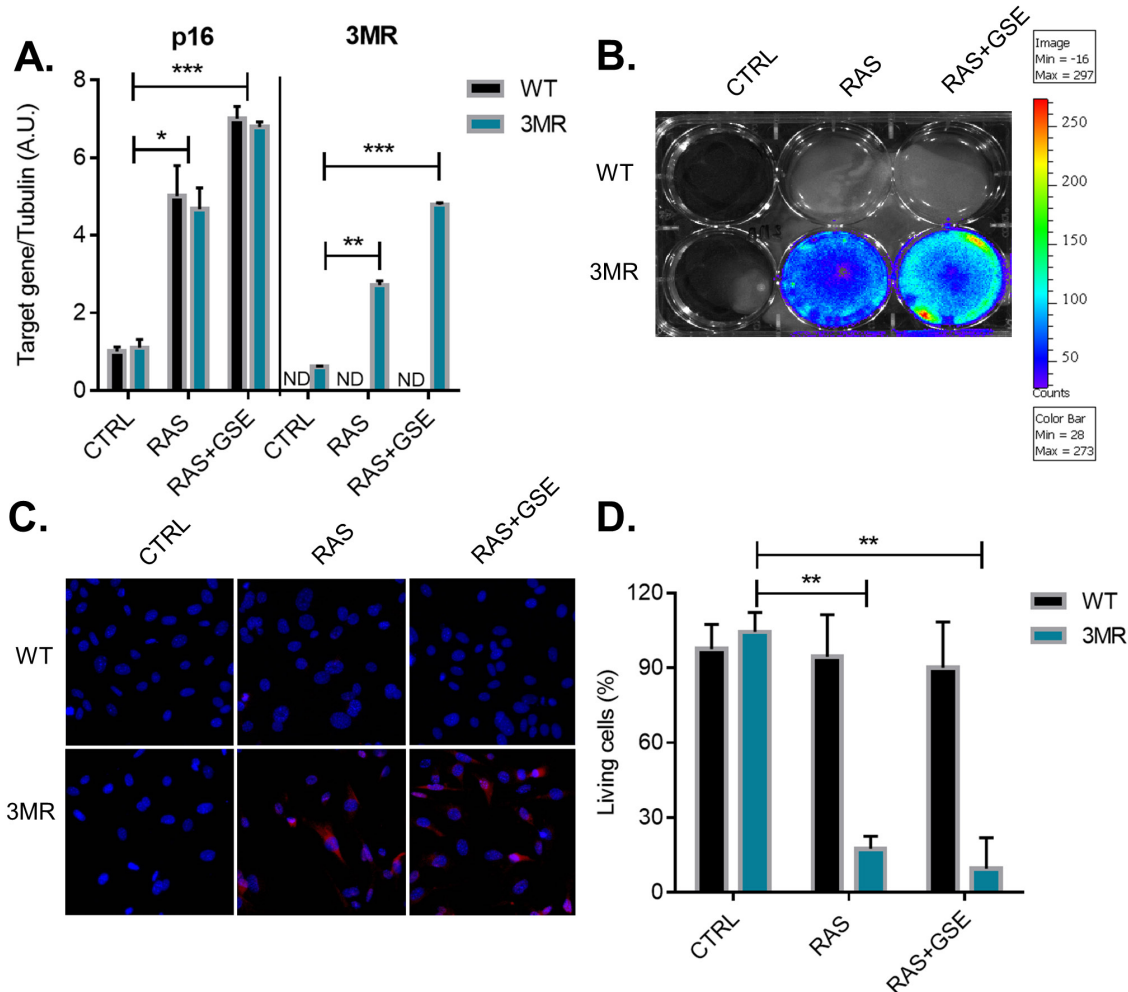 A.
p16
3MR
WT
3MR
***
*
***
**
Target gene/Tubulin (A.U.)
8
6
4
2
0
ND
ND
ND
CTRL
RAS
RAS+GSE
CTRL
RAS
RAS+GSE
B.
CTRL
RAS
RAS+GSE
WT
3MR
Image
Min = -16
Max = 297
250
200
150
100
50
Counts
Color Bar
Min = 28
Max = 273
C.
CTRL
RAS
RAS+GSE
WT
3MR
D.
**
**
WT
3MR
Living cells (%)
120
90
60
30
0
CTRL
RAS
RAS+GSE